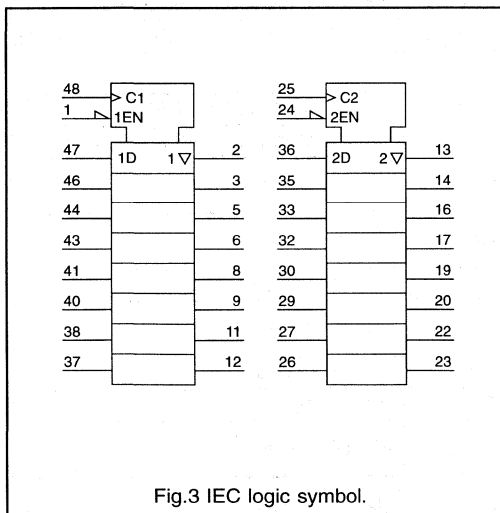 48 C1 25 C2
1 1EN 24 2EN
47 1D 1 ▽ 2 36 2D 2 ▽ 13
46 3 35 14
44 5 33 16
43 6 32 17
41 8 30 19
40 9 29 20
38 11 27 22
37 12 26 23
Fig.3 IEC logic symbol.